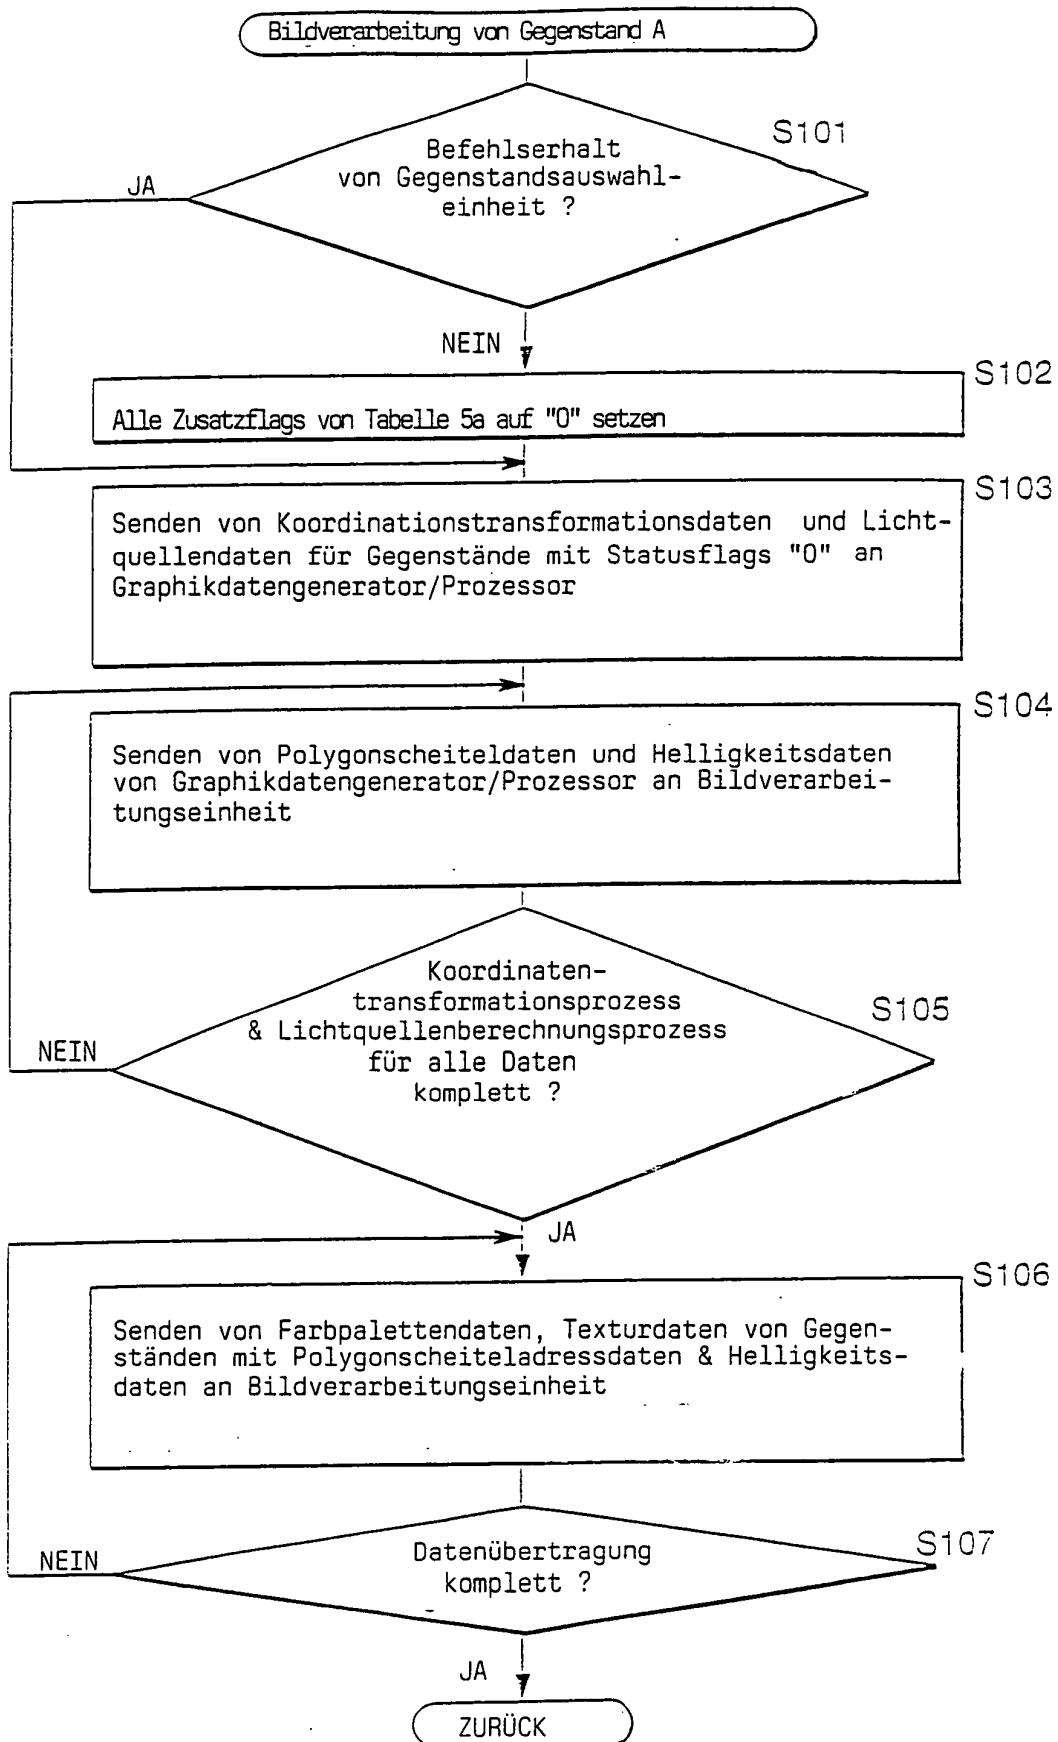 Bildverarbeitung von Gegenstand A
S101
Befehlserhalt
von Gegenstandsauswahl-
einheit ?
JA
NEIN
S102
Alle Zusatzflags von Tabelle 5a auf "0" setzen
S103
Senden von Koordinationstransformationsdaten und Licht-
quellendaten für Gegenstände mit Statusflags "0" an
Graphikdatengenerator/Prozessor
S104
Senden von Polygonscheiteldaten und Helligkeitsdaten
von Graphikdatengenerator/Prozessor an Bildverarbei-
tungseinheit
Koordinaten-
transformationsprozess
& Lichtquellenberechnungsprozess
für alle Daten
komplett ?
S105
NEIN
JA
S106
Senden von Farbpalettendaten, Texturdaten von Gegen-
ständen mit Polygonscheiteladressdaten & Helligkeits-
daten an Bildverarbeitungseinheit
S107
Datenübertragung
komplett ?
NEIN
JA
ZURÜCK